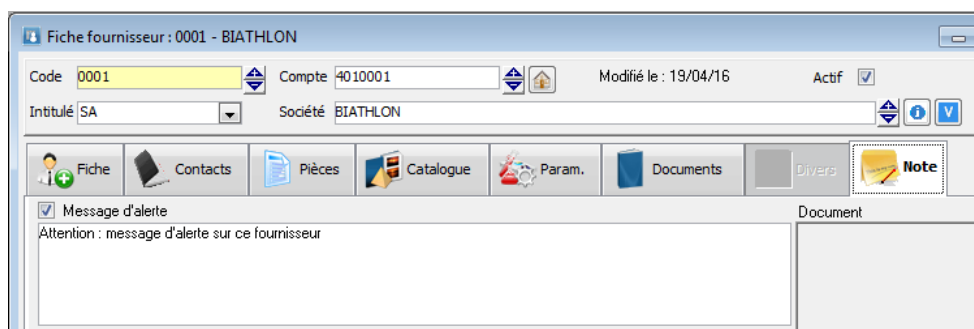 Fiche fournisseur : 0001 - BIATHLON
Code 0001 Compte 4010001 Modifié le : 19/04/16 Actif
Intitulé SA Société BIATHLON V
Fiche Contacts Pièces Catalogue Param. Documents Divers Note
Message d'alerte Document
Attention : message d'alerte sur ce fournisseur